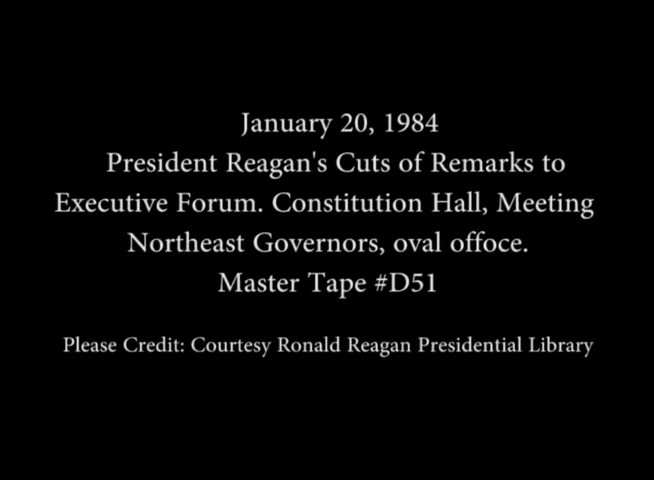 January 20, 1984
President Reagan's Cuts of Remarks to
Executive Forum. Constitution Hall, Meeting
Northeast Governors, oval offoce.
Master Tape #D51
Please Credit: Courtesy Ronald Reagan Presidential Library